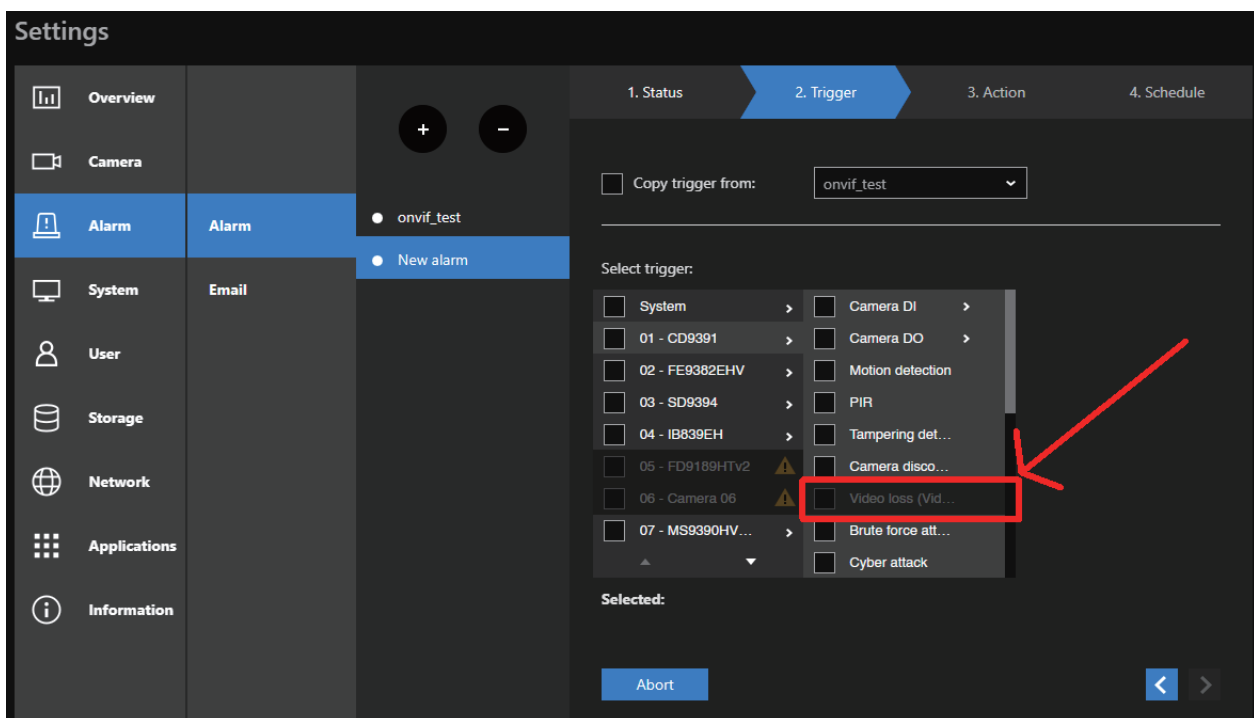 Settings
Overview
Camera
Alarm
System
User
Storage
Network
Applications
Information
Alarm
Email
+ −
onvif_test
New alarm
1. Status 2. Trigger 3. Action 4. Schedule
Copy trigger from: onvif_test
Select trigger:
System
01 - CD9391
02 - FE9382EHV
03 - SD9394
04 - IB839EH
05 - FD9189HTv2
06 - Camera 06
07 - MS9390HV...
Camera DI
Camera DO
Motion detection
PIR
Tampering det...
Camera disco...
Video loss (Vid...
Brute force att...
Cyber attack
Selected:
Abort